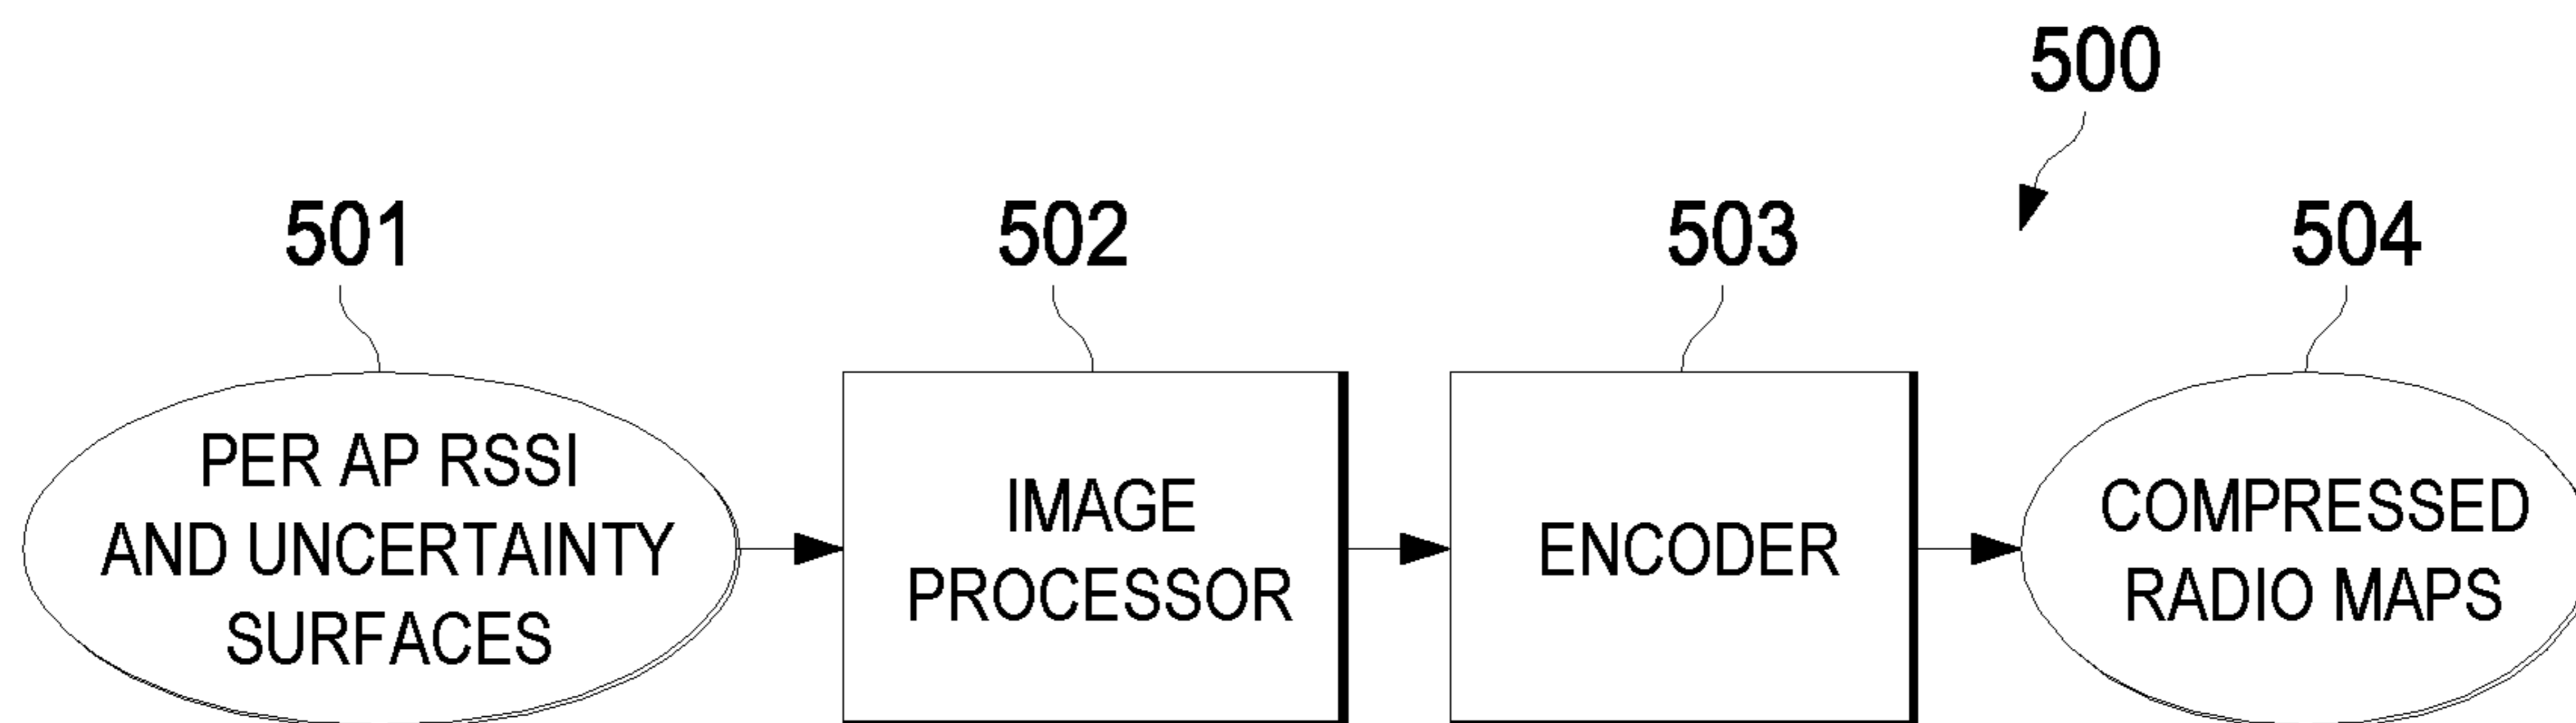 500
501
502
503
504
PER AP RSSI
AND UNCERTAINTY
SURFACES
IMAGE
PROCESSOR
ENCODER
COMPRESSED
RADIO MAPS